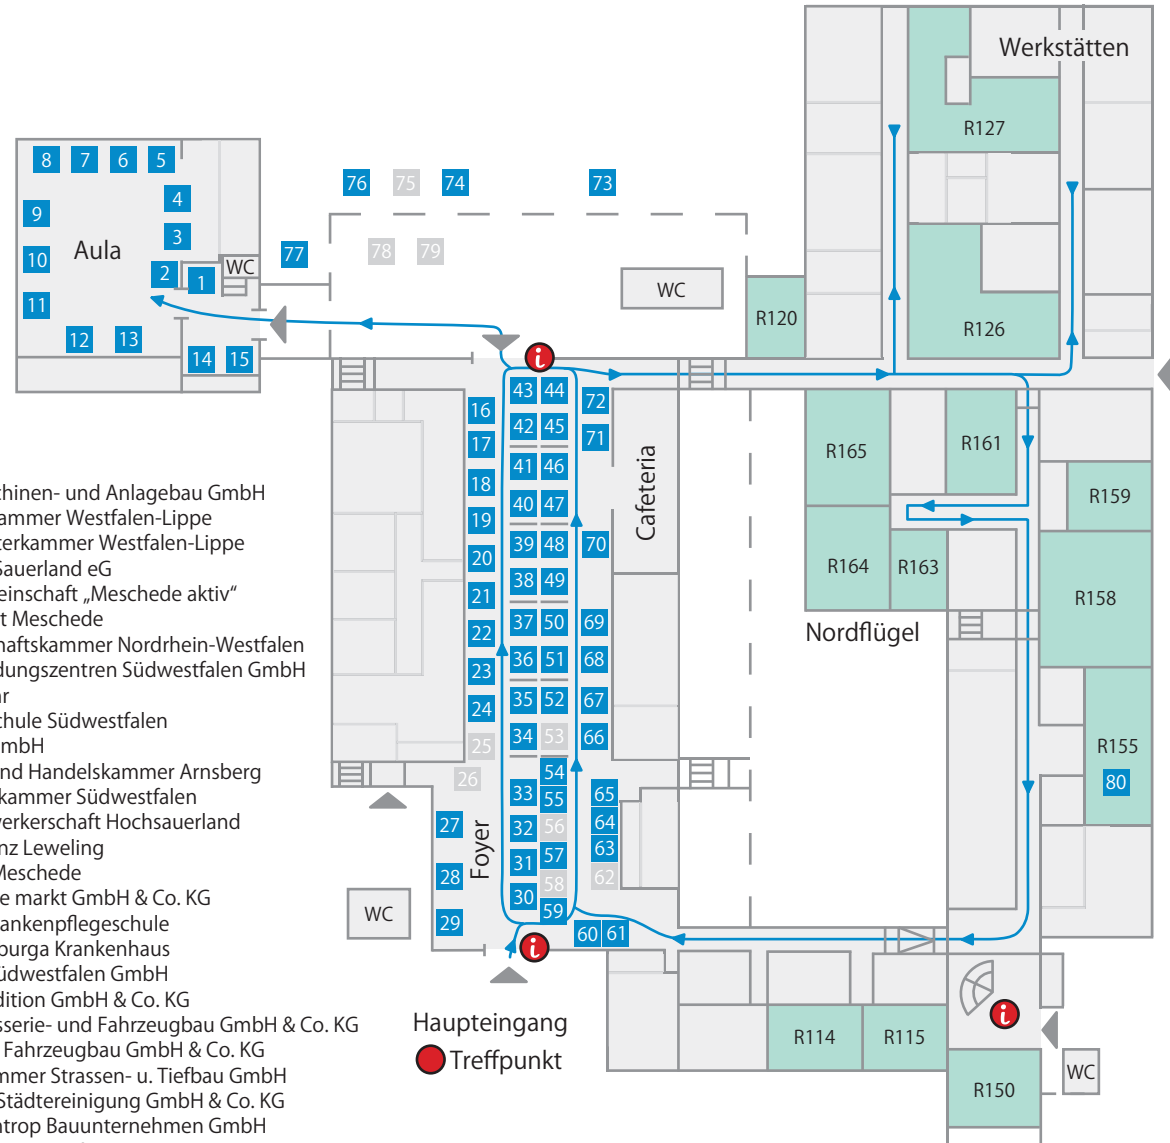 Werkstätten
R127
8 7 6 5
76 75 74 73
4
9
3
Aula
77 78 79
10
2 1 WC
WC
11
R120
R126
12 13
14 15
i
43 44 72
16
42 45 71
17
41 46
R165
R161
Cafeteria
18
40 47
R159
19
39 48 70
20
38 49
R164
R163
21
R158
37 50 69
22
Nordflügel
36 51 68
23
35 52 67
24
34 53 66
25
R155
26
54
80
33 55 65
27
32 56 64
Foyer
31 57 63
28
58 62
30 59
WC
29
60 61
i
Haupteingang
Treffpunkt
i
R114
R115
R150
WC
chinen- und Anlagebau GmbH
kammer Westfalen-Lippe
terkammer Westfalen-Lippe
Sauerland eG
einschaft „Meschede aktiv“
t Meschede
haftskammer Nordrhein-Westfalen
dungszentren Südwestfalen GmbH
hr
chule Südwestfalen
GmbH
nd Handelskammer Arnsberg
kammer Südwestfalen
werkerschaft Hochsauerland
nz Leweling
Meschede
e markt GmbH & Co. KG
ankenpflegeschule
burga Krankenhaus
Südwestfalen GmbH
dition GmbH & Co. KG
sserie- und Fahrzeugbau GmbH & Co. KG
Fahrzeugbau GmbH & Co. KG
mmer Strassen- u. Tiefbau GmbH
Städtereinigung GmbH & Co. KG
ntrop Bauunternehmen GmbH